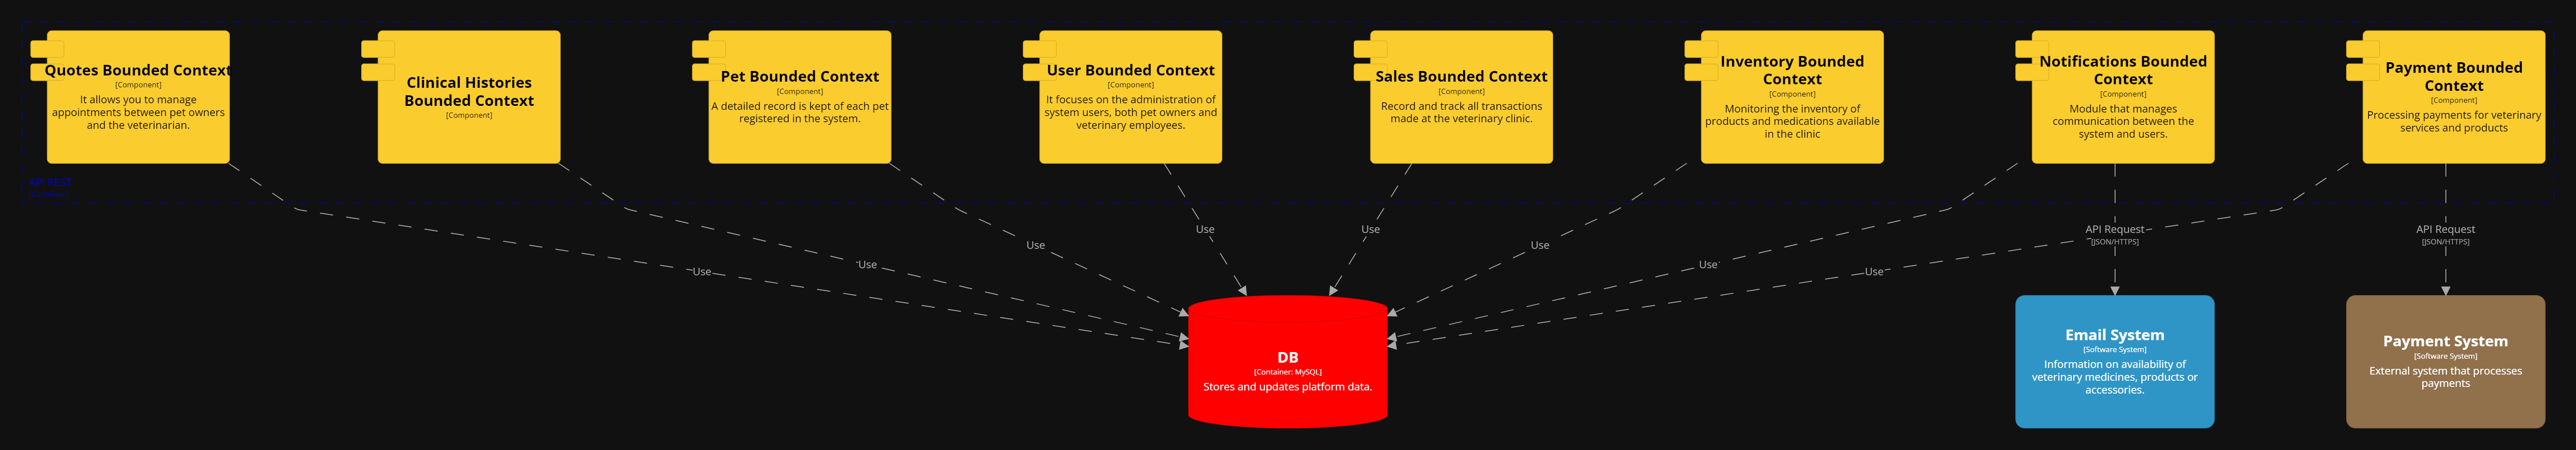 Quotes Bounded Context
[Component]
It allows you to manage
appointments between pet owners
and the veterinarian.
Clinical Histories
Bounded Context
[Component]
Pet Bounded Context
[Component]
A detailed record is kept of each pet
registered in the system.
User Bounded Context
[Component]
It focuses on the administration of
system users, both pet owners and
veterinary employees.
Sales Bounded Context
[Component]
Record and track all transactions
made at the veterinary clinic.
Inventory Bounded
Context
[Component]
Monitoring the inventory of
products and medications available
in the clinic
Notifications Bounded
Context
[Component]
Module that manages
communication between the
system and users.
Payment Bounded
Context
[Component]
Processing payments for veterinary
services and products
API REST
Use
Use
Use
Use
Use
Use
Use
Use
API Request
[JSON/HTTPS]
API Request
[JSON/HTTPS]
DB
[Container: MySQL]
Stores and updates platform data.
Email System
[Software System]
Information on availability of
veterinary medicines, products or
accessories.
Payment System
[Software System]
External system that processes
payments